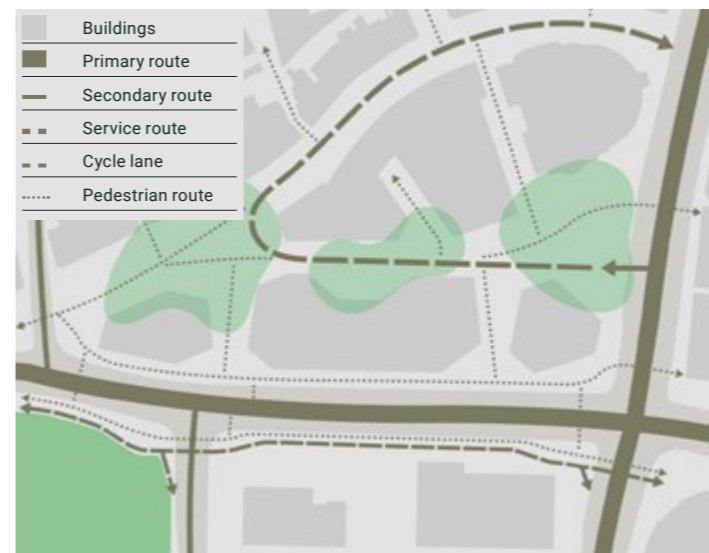 Buildings
Primary route
Secondary route
Service route
Cycle lane
Pedestrian route